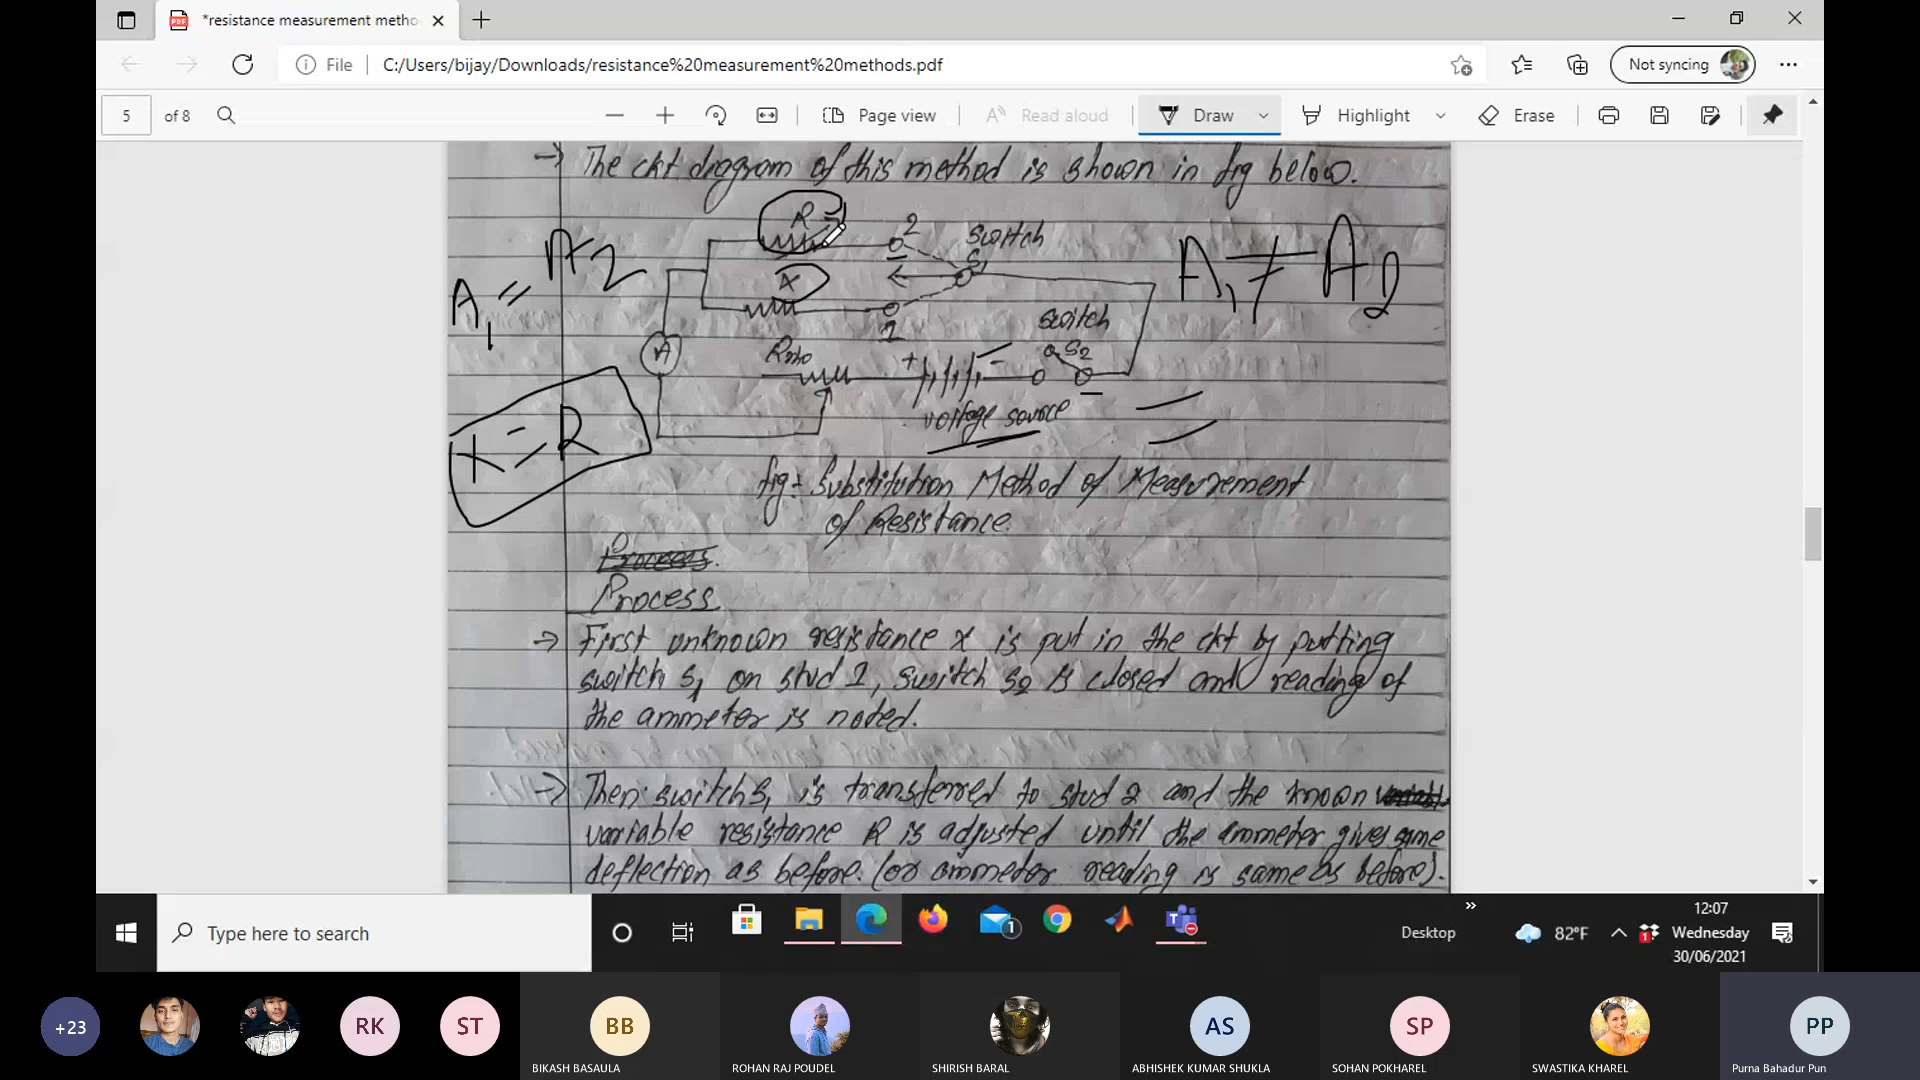 *resistance measurement metho
File
C:/Users/bijay/Downloads/resistance%20measurement%20methods.pdf
Not syncing
5 of 8
Page view
Read aloud
Draw
Highlight
Erase
→ The ckt diagram of this method is shown in fig below.
R
2
switch
S1
X
1
A1 = A2
A1 ≠ A2
switch
S2
A
Rrho
+
-
voltage source
X = R
fig:- Substitution Method of Measurement
of Resistance.
Process.
Process
→ First unknown resistance x is put in the ckt by putting
switch S1 on stud 1, switch S2 is closed and reading of
the ammeter is noted.
→ Then switch S1 is transferred to stud 2 and the known
variable resistance R is adjusted until the ammeter gives same
deflection as before. (or ammeter reading is same as before).
Type here to search
1
T
Desktop
82°F
1
12:07
Wednesday
30/06/2021
+23
RK
ST
BB
AS
SP
PP
BIKASH BASAULA
ROHAN RAJ POUDEL
SHIRISH BARAL
ABHISHEK KUMAR SHUKLA
SOHAN POKHAREL
SWASTIKA KHAREL
Purna Bahadur Pun